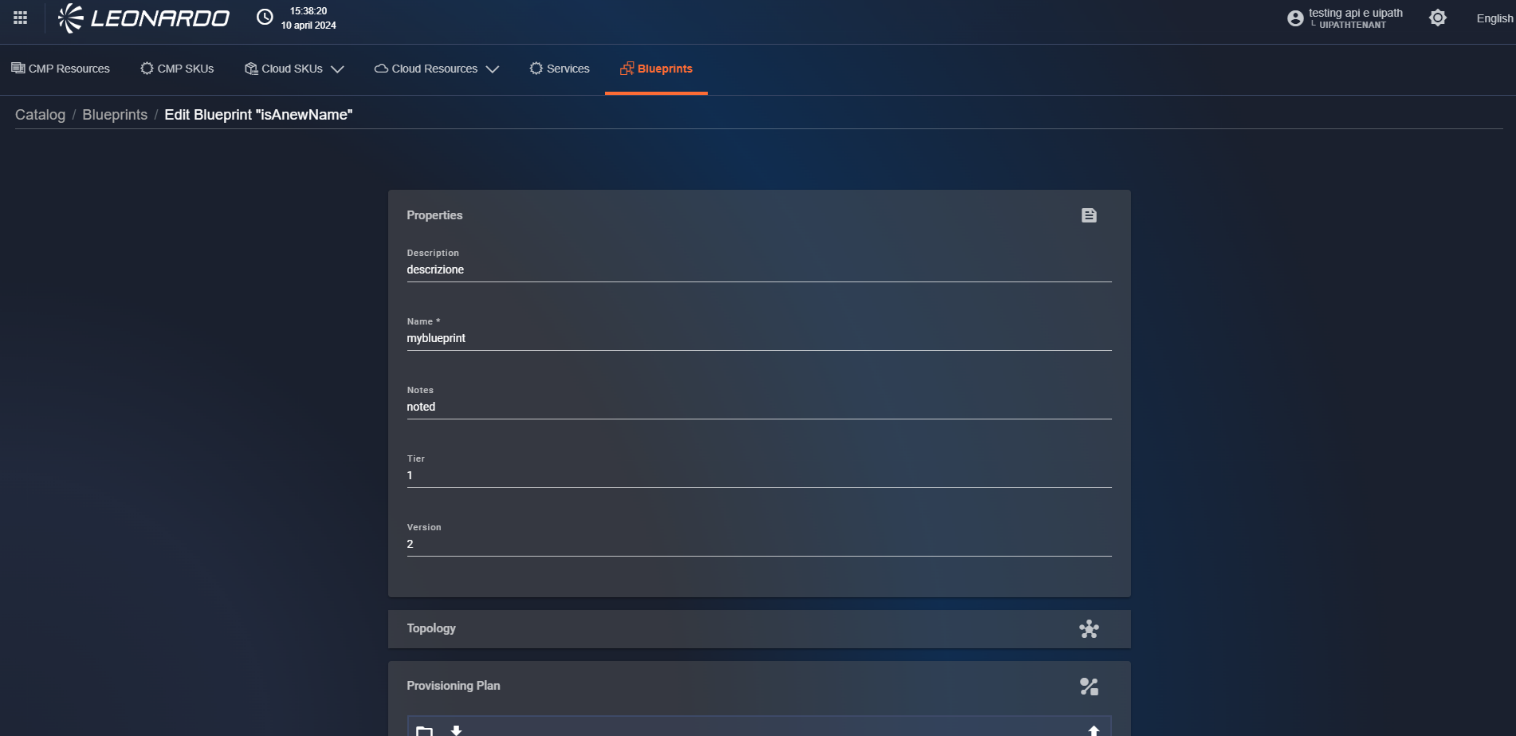 LEONARDO
15:38:20
10 april 2024
testing api e uipath
UIPATHTENANT
English
CMP Resources
CMP SKUs
Cloud SKUs
Cloud Resources
Services
Blueprints
Catalog / Blueprints / Edit Blueprint "isAnewName"
Properties
Description
descrizione
Name *
myblueprint
Notes
noted
Tier
1
Version
2
Topology
Provisioning Plan